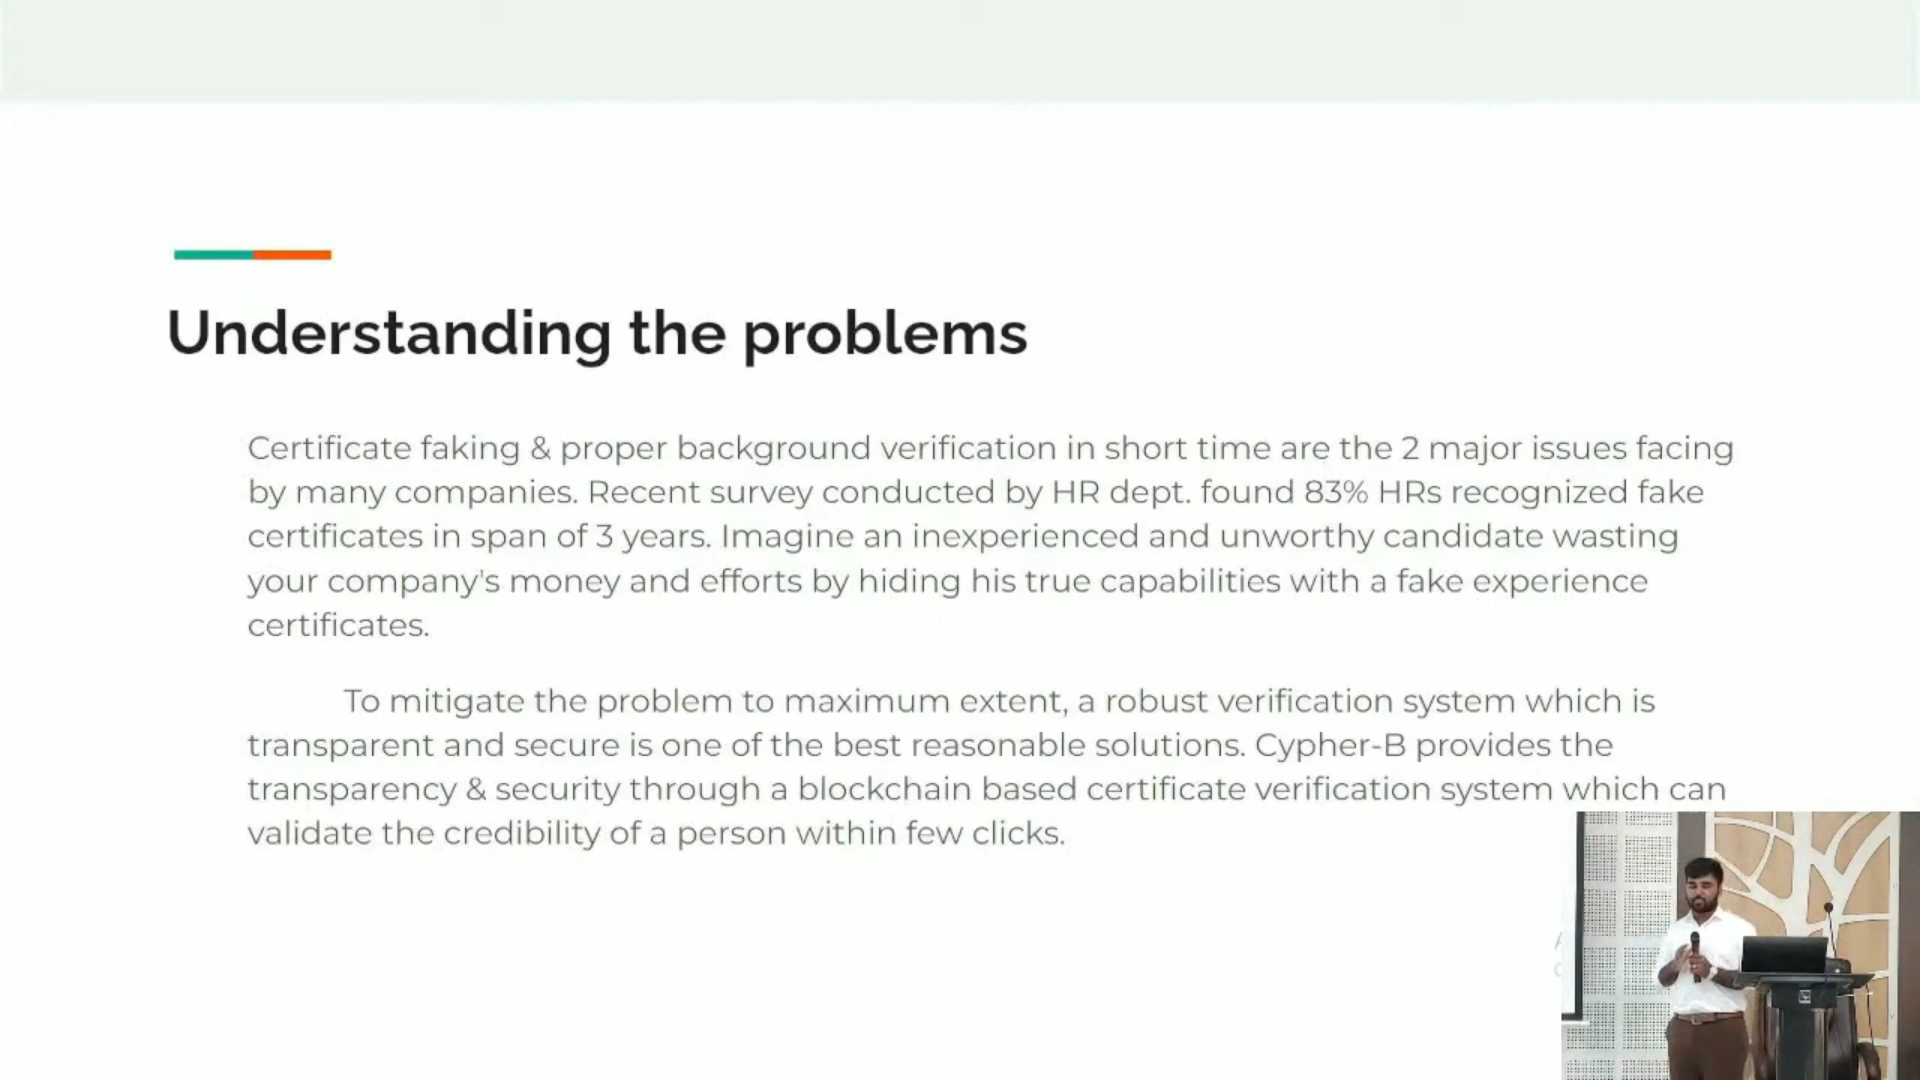 Understanding the problems
Certificate faking & proper background verification in short time are the 2 major issues facing
by many companies. Recent survey conducted by HR dept. found 83% HRs recognized fake
certificates in span of 3 years. Imagine an inexperienced and unworthy candidate wasting
your company's money and efforts by hiding his true capabilities with a fake experience
certificates.
To mitigate the problem to maximum extent, a robust verification system which is
transparent and secure is one of the best reasonable solutions. Cypher-B provides the
transparency & security through a blockchain based certificate verification system which can
validate the credibility of a person within few clicks.